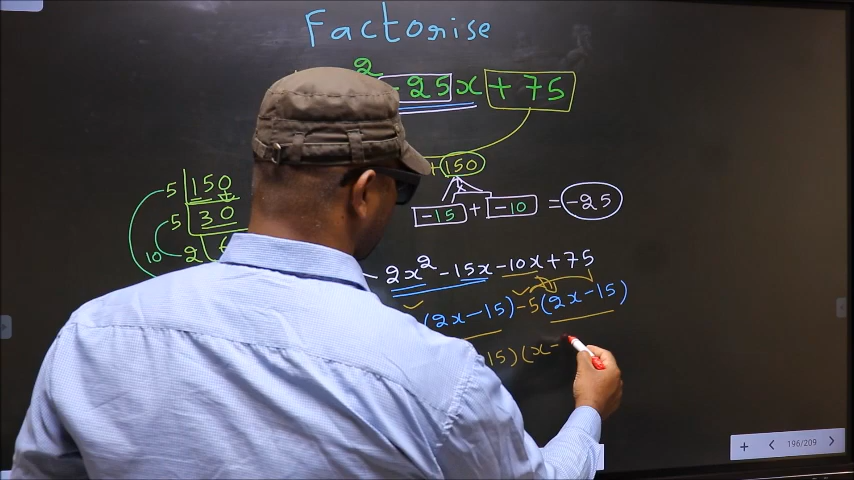 Factorise
2 - 25x + 75
+150
5 150
5 30
10 2
-15 + -10 = -25
2x² - 15x - 10x + 75
(2x - 15) - 5(2x - 15)
15)(x -
196/209